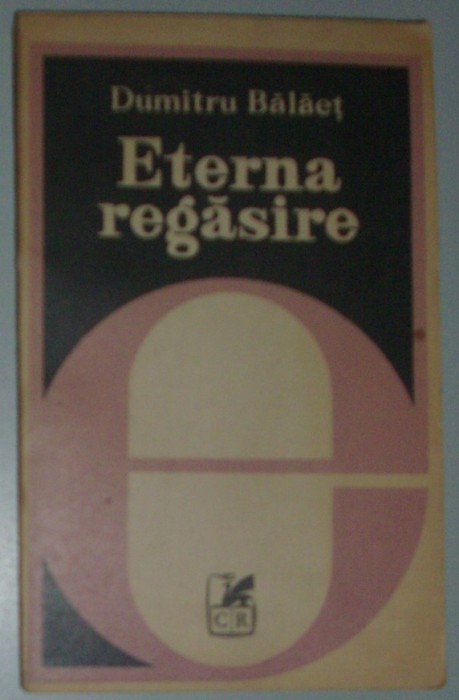 Dumitru Bălăeț
Eterna
regăsire
CR